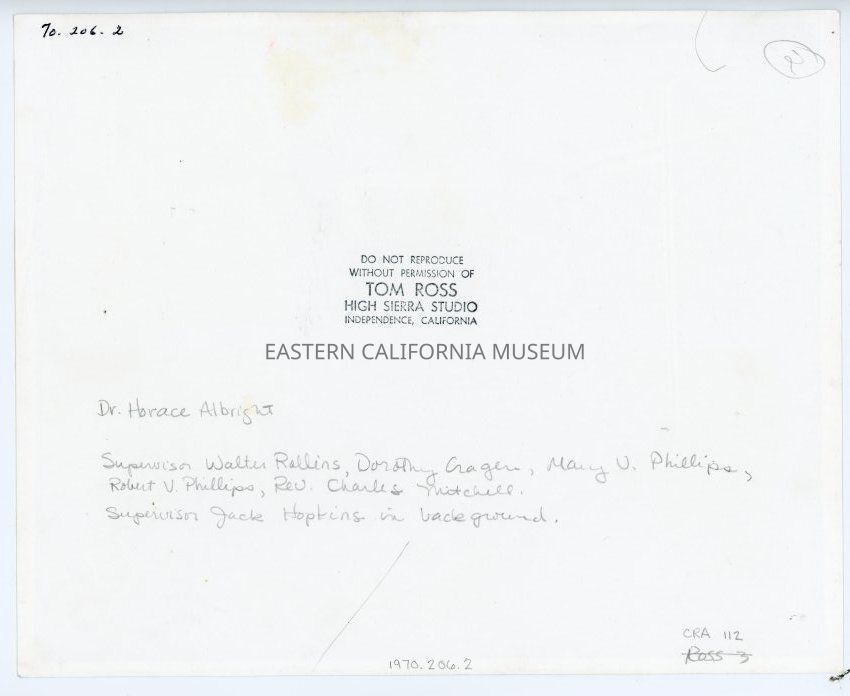 70.206.2
2
DO NOT REPRODUCE
WITHOUT PERMISSION OF
TOM ROSS
HIGH SIERRA STUDIO
INDEPENDENCE, CALIFORNIA
EASTERN CALIFORNIA MUSEUM
Dr. Horace Albright
Supervisor Walter Rollins, Dorothy Cragen, Mary V. Phillips,
Robert V. Phillips, Rev. Charles Mitchell.
Supervisor Jack Hopkins in background.
CRA 112
Ross 3
1970.206.2